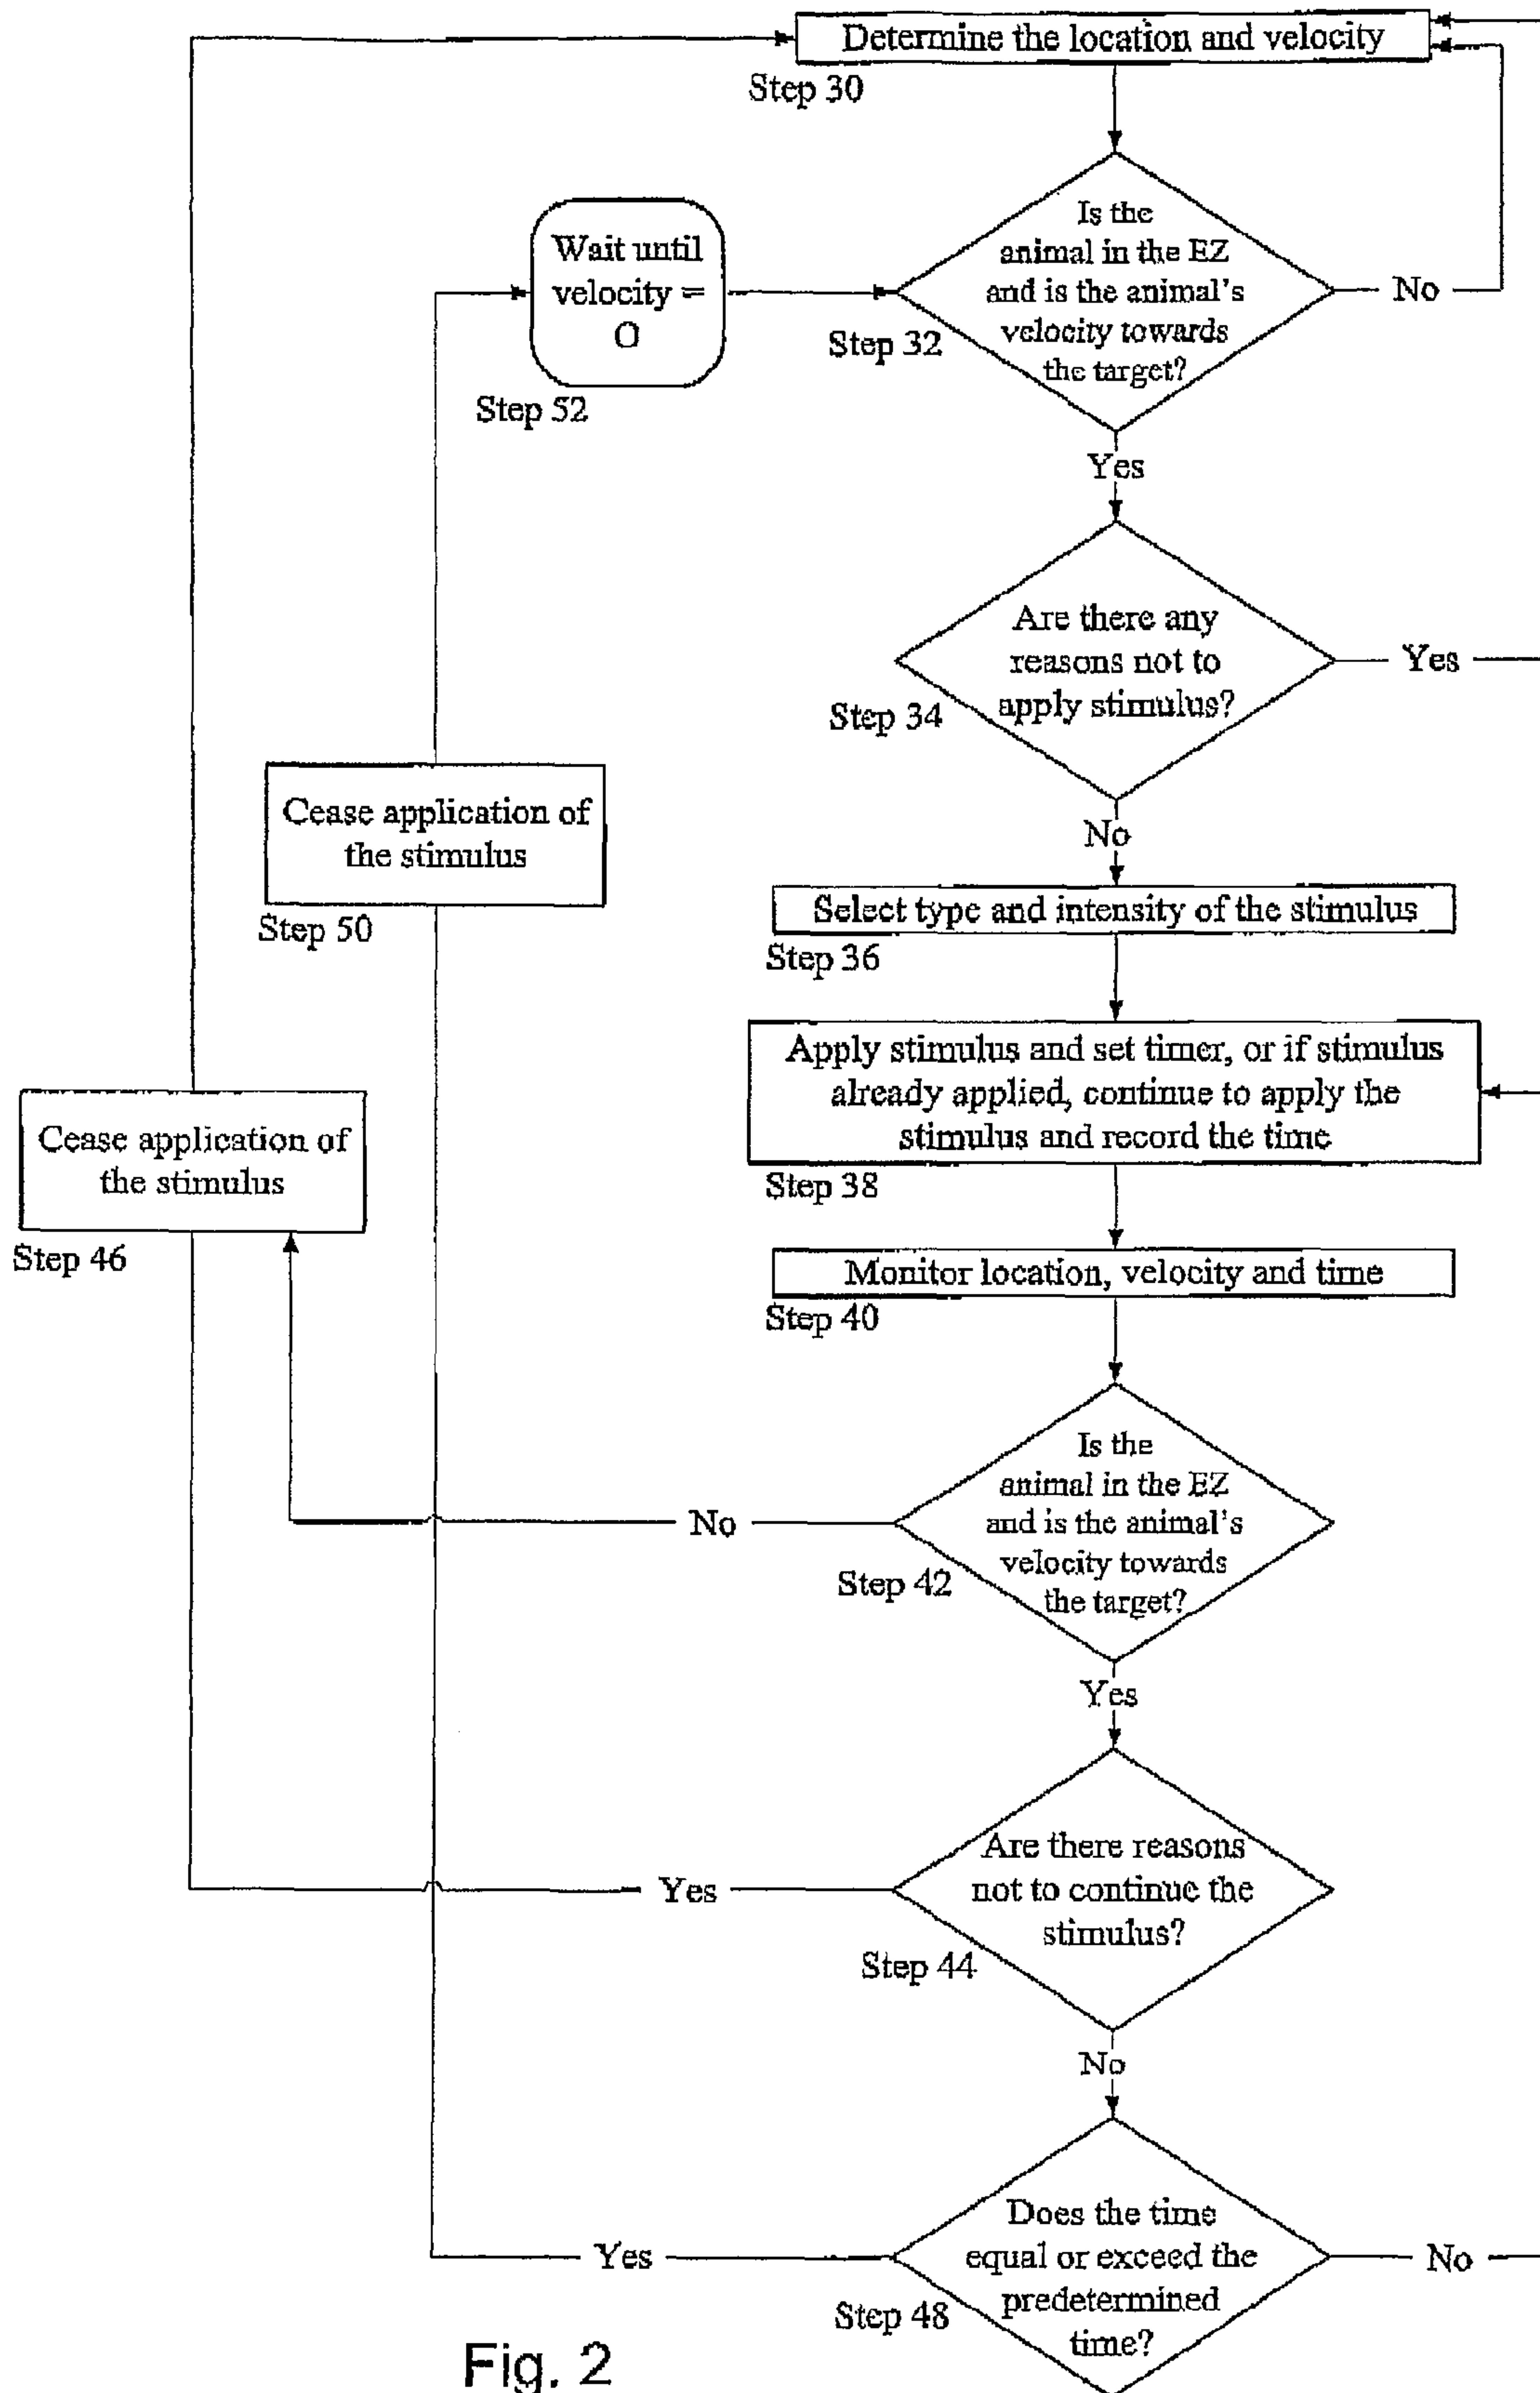 Determine the location and velocity
Step 30
Is the
animal in the EZ
and is the animal's
velocity towards
the target?
No
Step 32
Wait until
velocity =
O
Step 52
Yes
Are there any
reasons not to
apply stimulus?
Yes
Step 34
No
Cease application of
the stimulus
Step 50
Select type and intensity of the stimulus
Step 36
Apply stimulus and set timer, or if stimulus
already applied, continue to apply the
stimulus and record the time
Step 38
Cease application of
the stimulus
Step 46
Monitor location, velocity and time
Step 40
Is the
animal in the EZ
and is the animal's
velocity towards
the target?
No
Step 42
Yes
Are there reasons
not to continue the
stimulus?
Yes
Step 44
No
Does the time
equal or exceed the
predetermined
time?
Yes
No
Step 48
Fig. 2